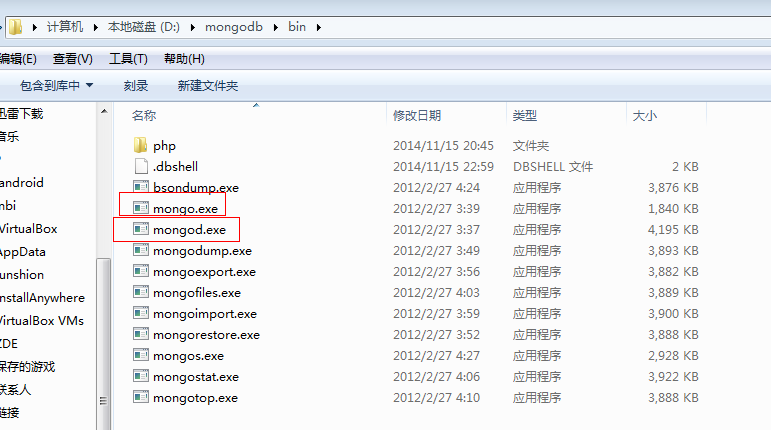 计算机 本地磁盘 (D:) mongodb bin
编辑(E) 查看(V) 工具(T) 帮助(H)
包含到库中 刻录 新建文件夹
名称 修改日期 类型 大小
迅雷下载
音乐
android
mbi
VirtualBox
AppData
unshion
nstallAnywhere
VirtualBox VMs
ZDE
保存的游戏
联系人
链接
php 2014/11/15 20:45 文件夹
.dbshell 2014/11/15 22:59 DBSHELL 文件 2 KB
bsondump.exe 2012/2/27 4:24 应用程序 3,876 KB
mongo.exe 2012/2/27 3:39 应用程序 1,840 KB
mongod.exe 2012/2/27 3:37 应用程序 4,195 KB
mongodump.exe 2012/2/27 3:49 应用程序 3,893 KB
mongoexport.exe 2012/2/27 3:56 应用程序 3,882 KB
mongofiles.exe 2012/2/27 4:03 应用程序 3,889 KB
mongoimport.exe 2012/2/27 3:59 应用程序 3,900 KB
mongorestore.exe 2012/2/27 3:52 应用程序 3,888 KB
mongos.exe 2012/2/27 4:27 应用程序 2,928 KB
mongostat.exe 2012/2/27 4:06 应用程序 3,922 KB
mongotop.exe 2012/2/27 4:10 应用程序 3,888 KB